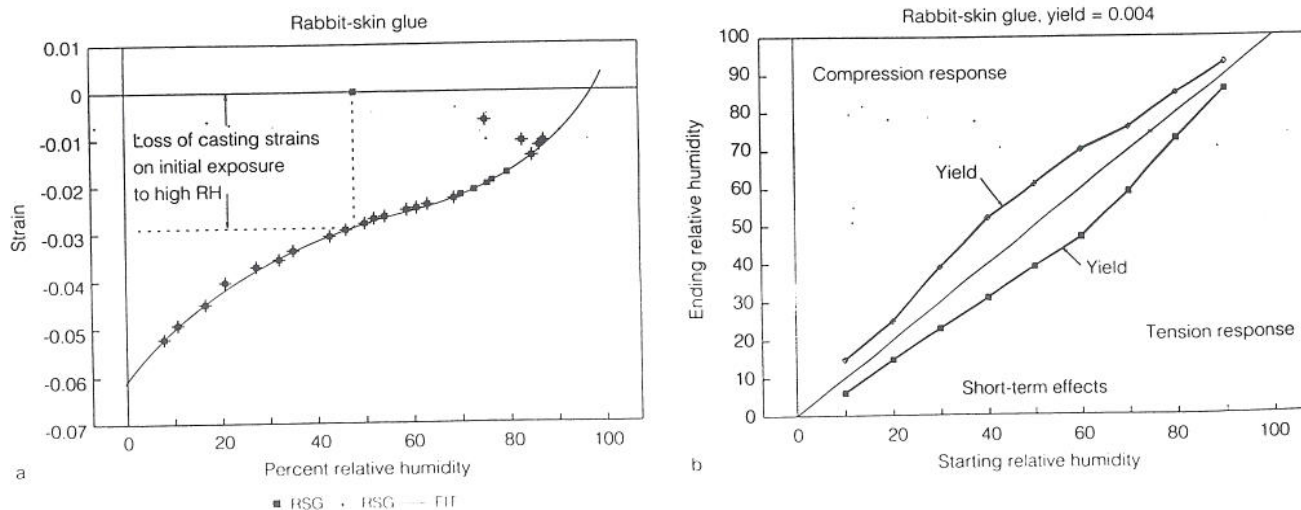 Rabbit-skin glue
0.01
0
-0.01
-0.02
-0.03
-0.04
-0.05
-0.06
-0.07
Strain
Loss of casting strains
on initial exposure
to high RH
0 20 40 60 80 100
Percent relative humidity
a
RSG RSG FIT
Rabbit-skin glue, yield = 0.004
100
90
80
70
60
50
40
30
20
10
0
Ending relative humidity
Compression response
Yield
Yield
Tension response
Short-term effects
0 20 40 60 80 100
Starting relative humidity
b